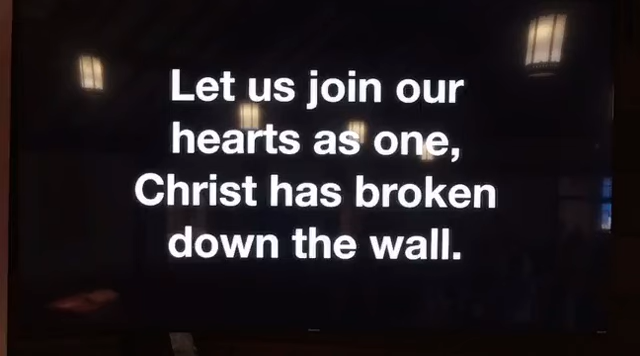 Let us join our
hearts as one,
Christ has broken
down the wall.